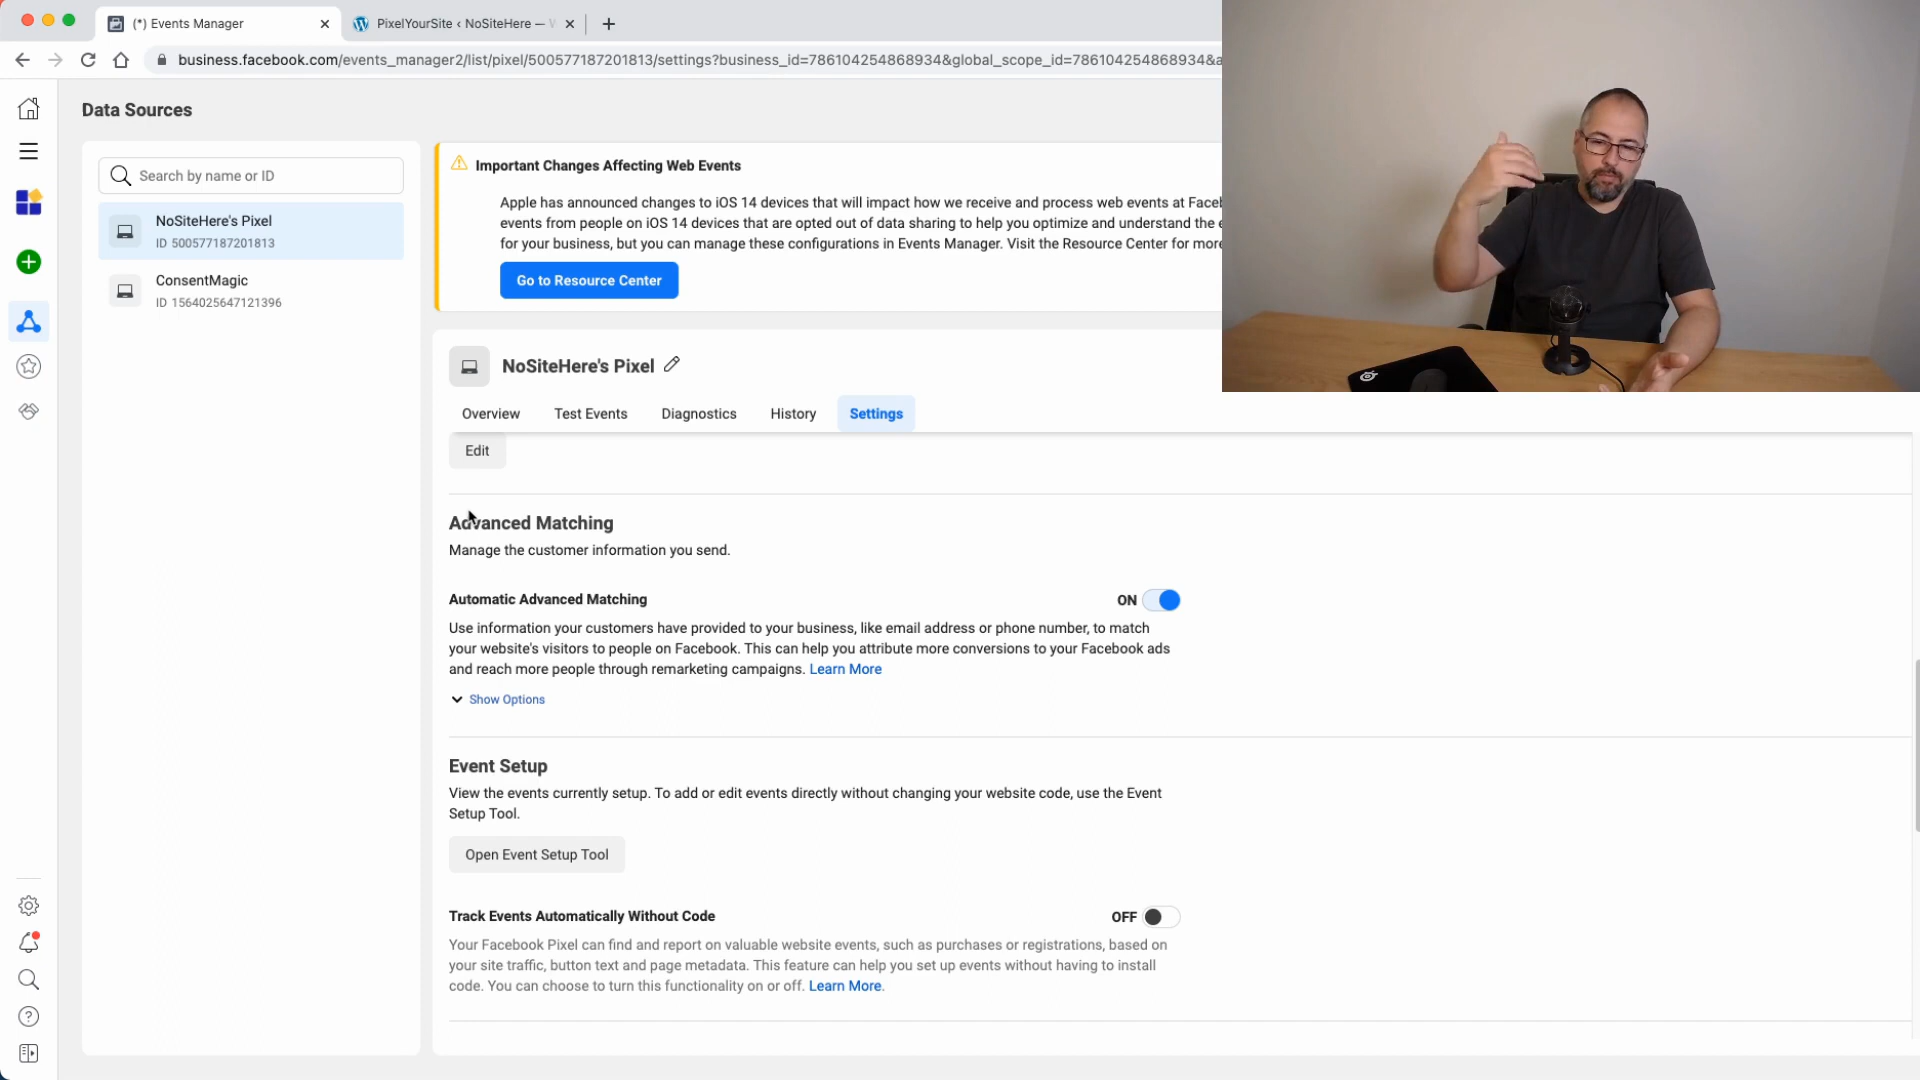 (*) Events Manager
PixelYourSite ‹ NoSiteHere —
business.facebook.com/events_manager2/list/pixel/500577187201813/settings?business_id=786104254868934&global_scope_id=786104254868934&a
Data Sources
Search by name or ID
NoSiteHere's Pixel
ID 500577187201813
ConsentMagic
ID 1564025647121396
Important Changes Affecting Web Events
Apple has announced changes to iOS 14 devices that will impact how we receive and process web events at Faceb
events from people on iOS 14 devices that are opted out of data sharing to help you optimize and understand the e
for your business, but you can manage these configurations in Events Manager. Visit the Resource Center for more
Go to Resource Center
NoSiteHere's Pixel
Overview Test Events Diagnostics History Settings
Edit
Advanced Matching
Manage the customer information you send.
Automatic Advanced Matching ON
Use information your customers have provided to your business, like email address or phone number, to match
your website's visitors to people on Facebook. This can help you attribute more conversions to your Facebook ads
and reach more people through remarketing campaigns. Learn More
Show Options
Event Setup
View the events currently setup. To add or edit events directly without changing your website code, use the Event
Setup Tool.
Open Event Setup Tool
Track Events Automatically Without Code OFF
Your Facebook Pixel can find and report on valuable website events, such as purchases or registrations, based on
your site traffic, button text and page metadata. This feature can help you set up events without having to install
code. You can choose to turn this functionality on or off. Learn More.